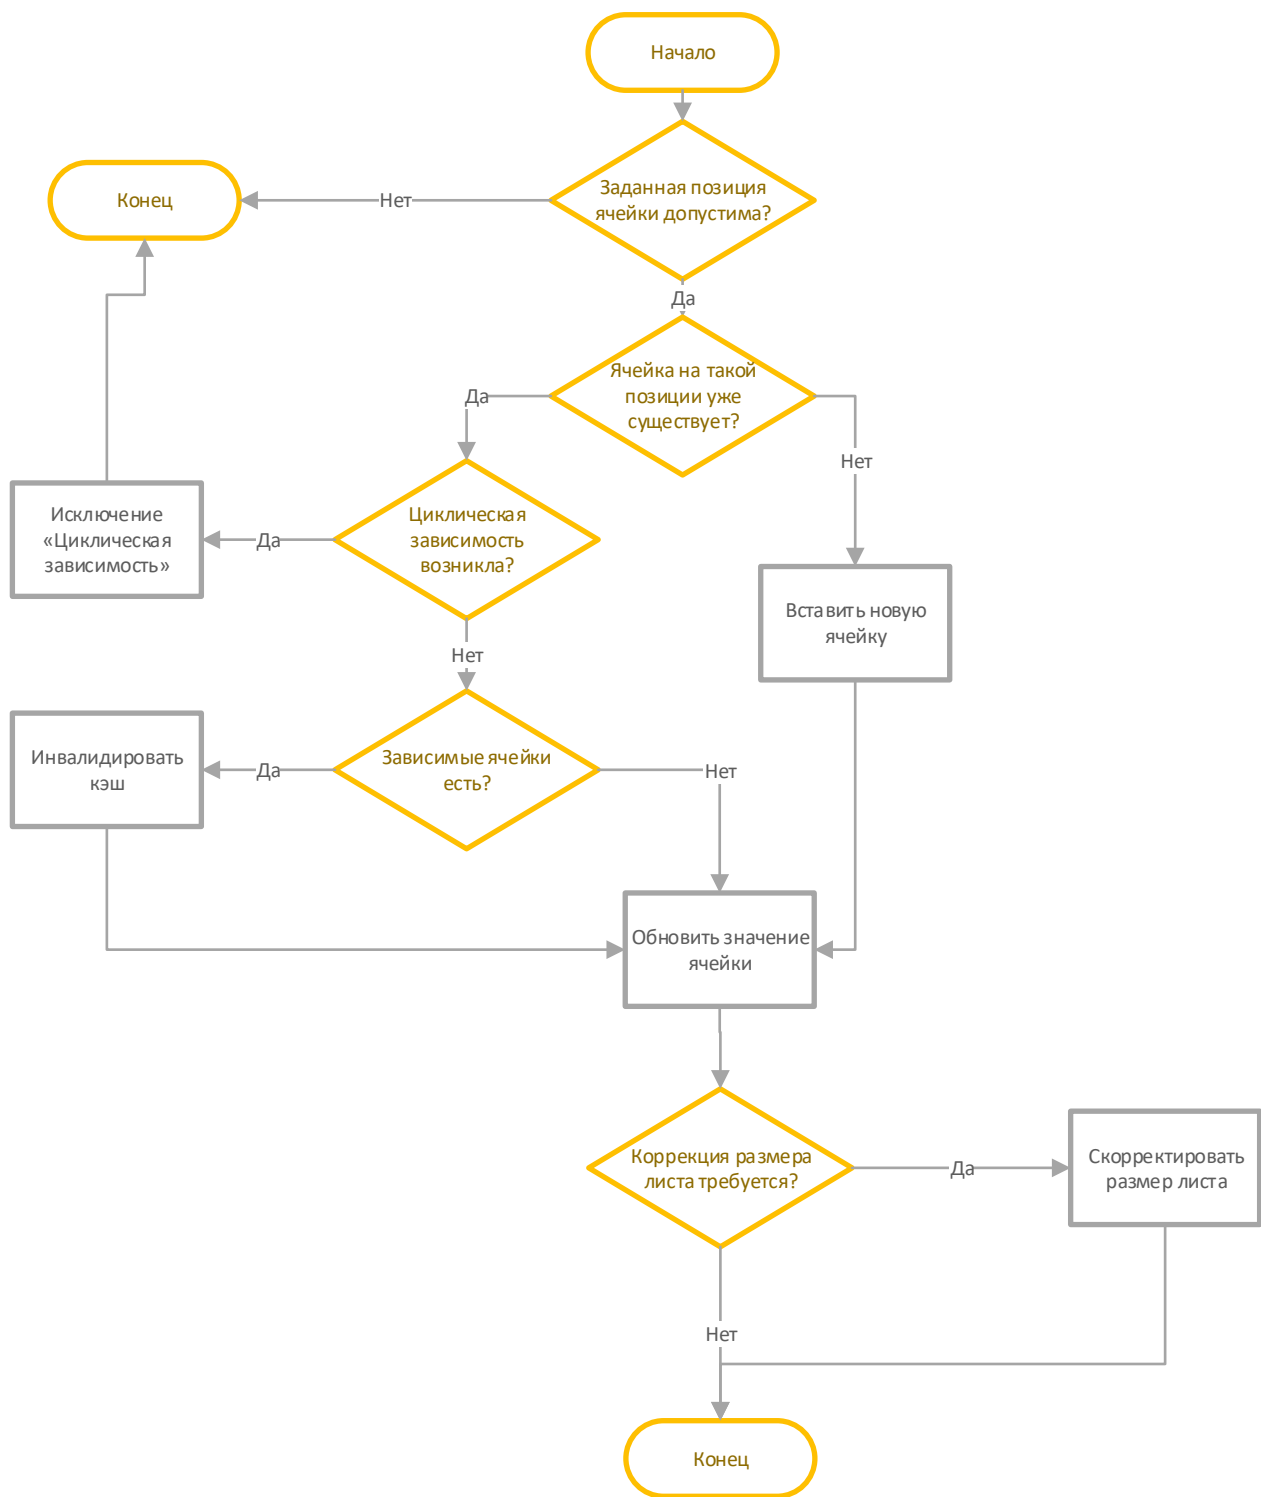 Начало
Заданная позиция
ячейки допустима?
Нет
Конец
Да
Ячейка на такой
позиции уже
существует?
Да
Нет
Циклическая
зависимость
возникла?
Да
Исключение
«Циклическая
зависимость»
Вставить новую
ячейку
Нет
Зависимые ячейки
есть?
Да
Инвалидировать
кэш
Нет
Обновить значение
ячейки
Коррекция размера
листа требуется?
Да
Скорректировать
размер листа
Нет
Конец